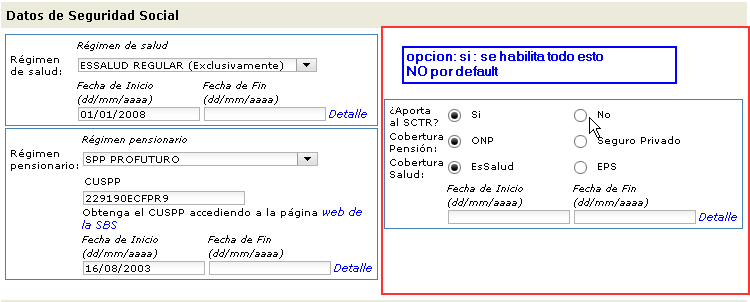 Datos de Seguridad Social
Régimen de salud
Régimen
de salud:
ESSALUD REGULAR (Exclusivamente)
Fecha de Inicio Fecha de Fin
(dd/mm/aaaa) (dd/mm/aaaa)
01/01/2008 Detalle
Régimen pensionario
Régimen
pensionario:
SPP PROFUTURO
CUSPP
229190ECFPR9
Obtenga el CUSPP accediendo a la página web de
la SBS
Fecha de Inicio Fecha de Fin
(dd/mm/aaaa) (dd/mm/aaaa)
16/08/2003 Detalle
opcion: si : se habilita todo esto
NO por default
¿Aporta
al SCTR? Si No
Cobertura
Pensión: ONP Seguro Privado
Cobertura
Salud: EsSalud EPS
Fecha de Inicio Fecha de Fin
(dd/mm/aaaa) (dd/mm/aaaa)
Detalle